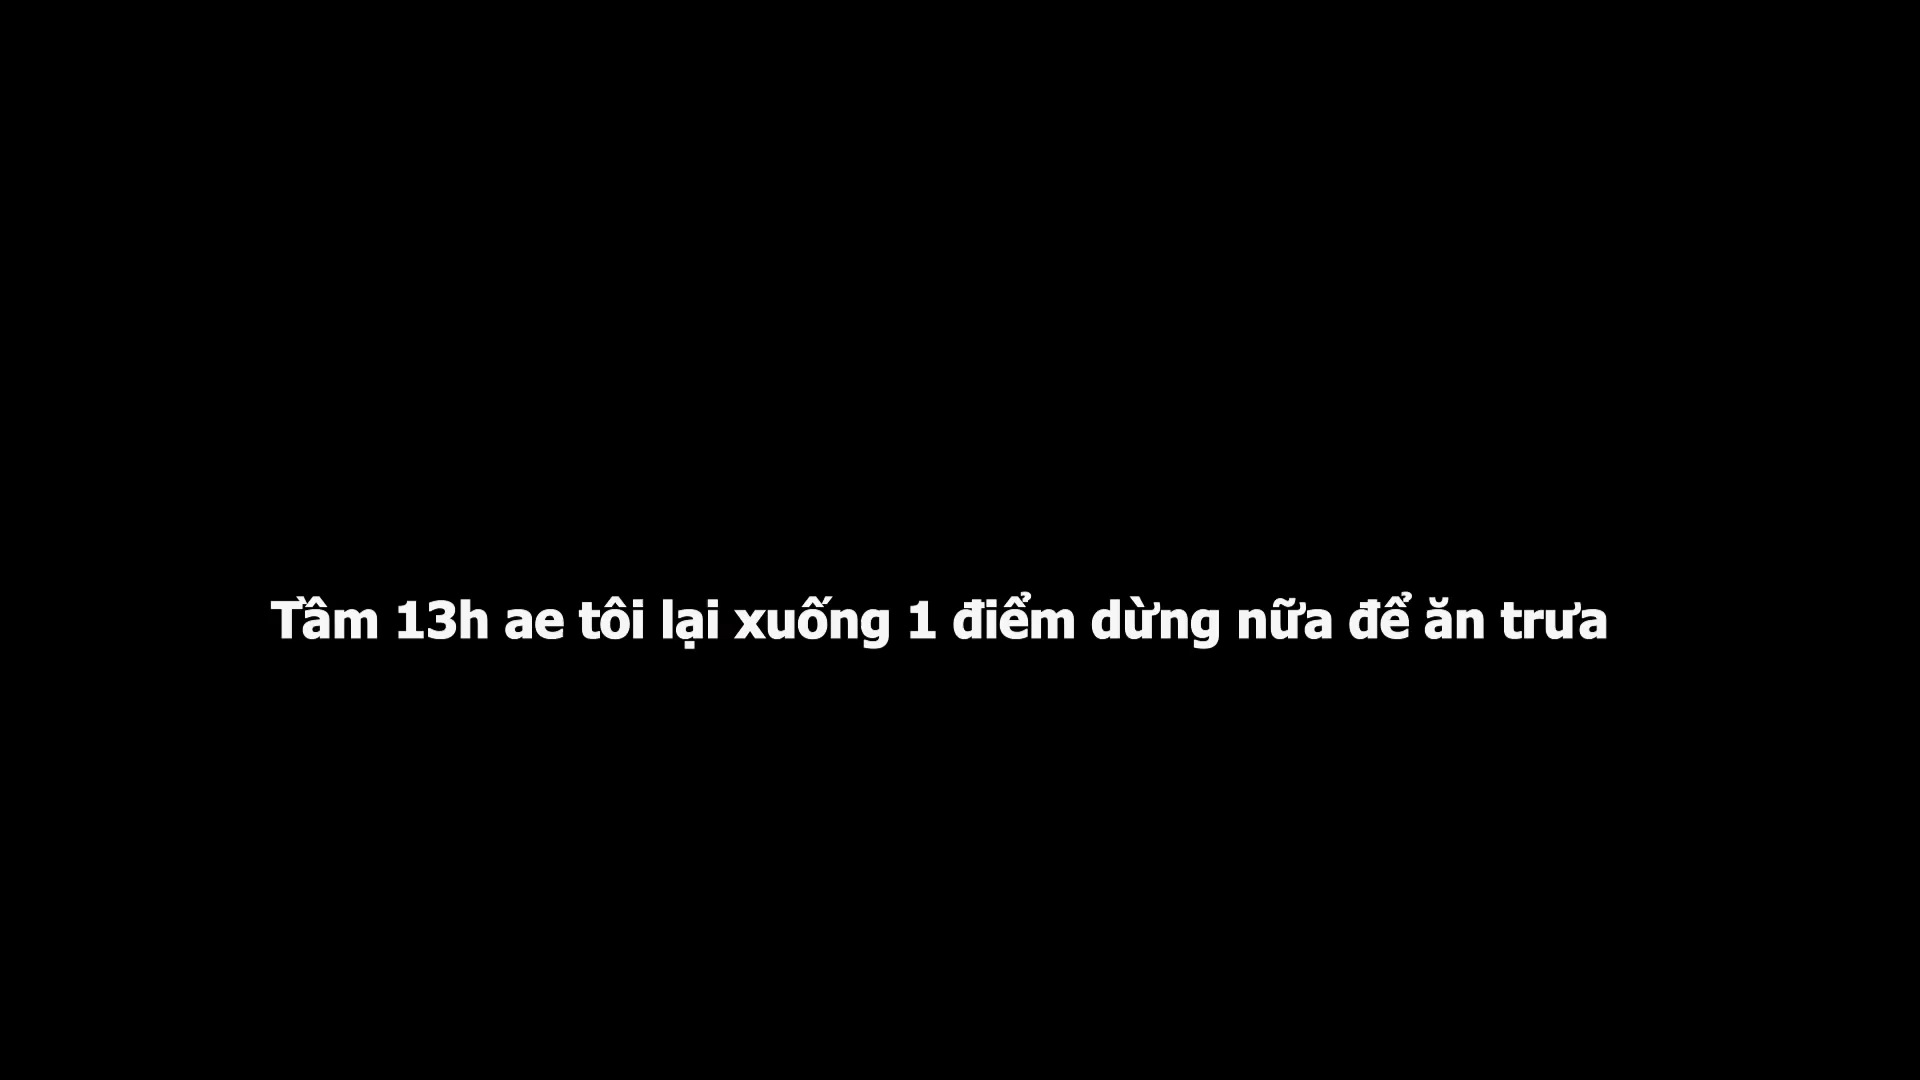 Tầm 13h ae tôi lại xuống 1 điểm dừng nữa để ăn trưa